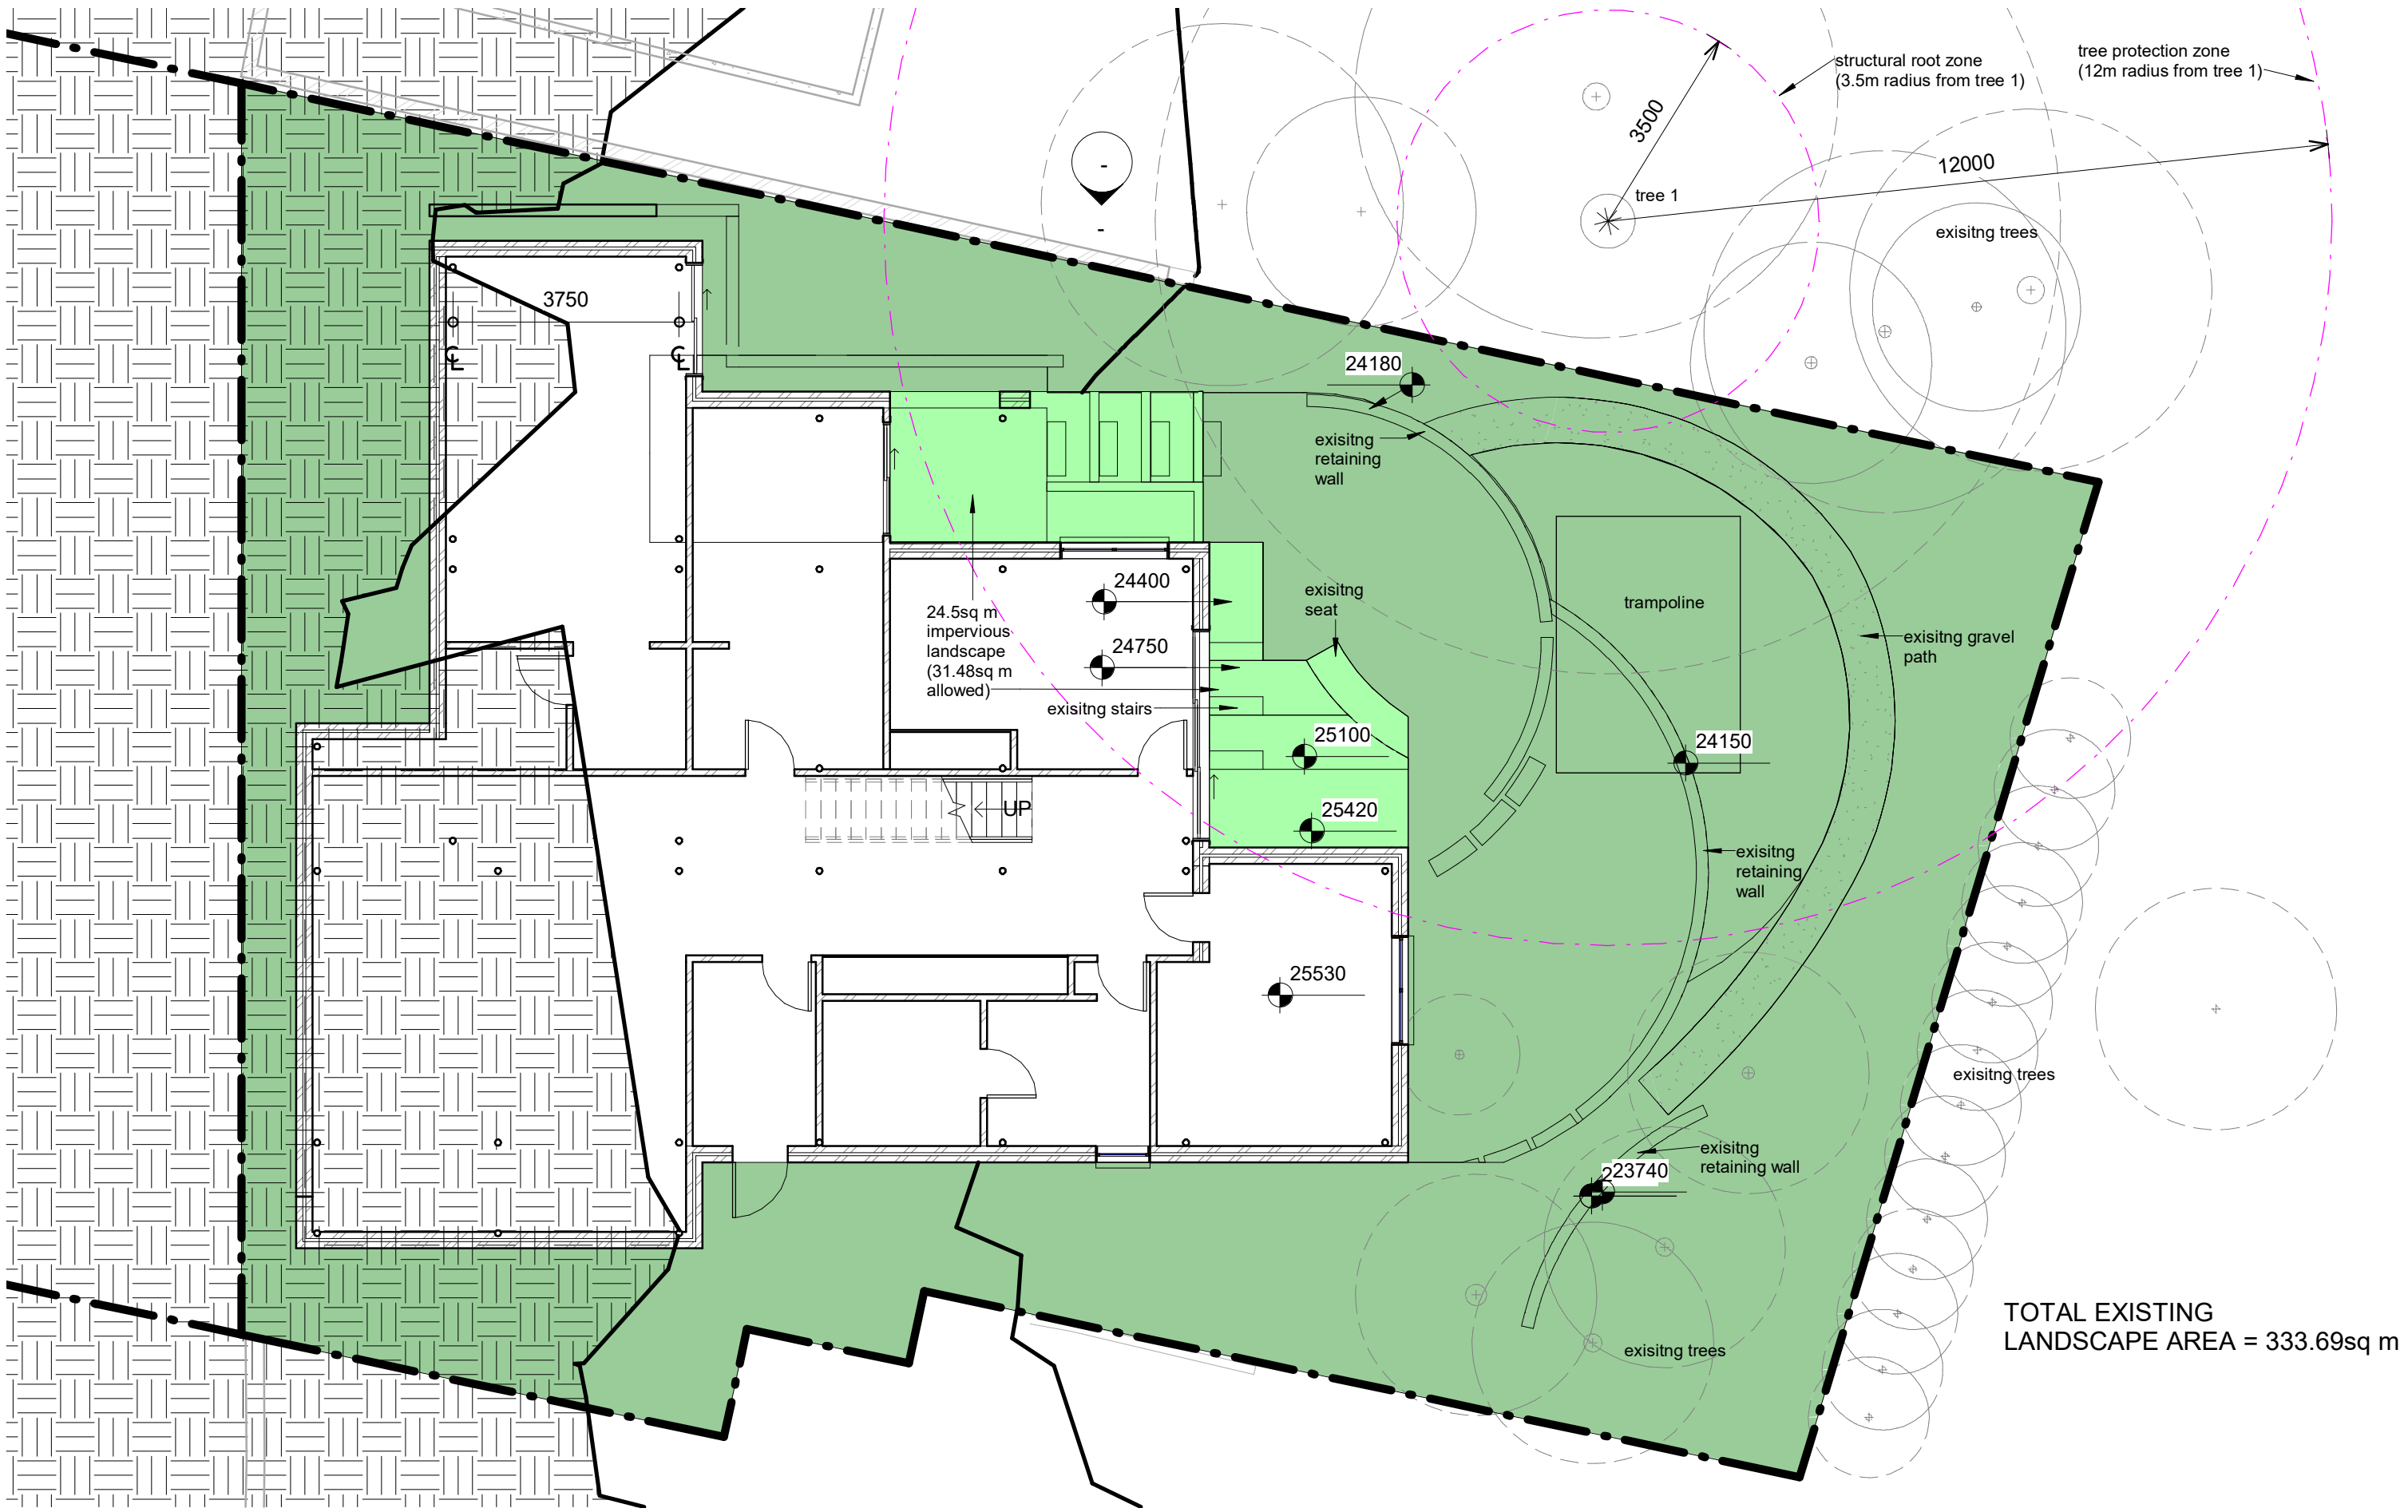 structural root zone
(3.5m radius from tree 1)
tree protection zone
(12m radius from tree 1)
3500
12000
-
-
tree 1
exisitng trees
3750
CL
CL
24180
exisitng
retaining
wall
24400
24750
24.5sq m
impervious
landscape
(31.48sq m
allowed)
exisitng stairs
exisitng
seat
trampoline
exisitng gravel
path
25100
24150
25420
UP
exisitng
retaining
wall
25530
exisitng trees
exisitng
retaining wall
23740
exisitng trees
TOTAL EXISTING
LANDSCAPE AREA = 333.69sq m